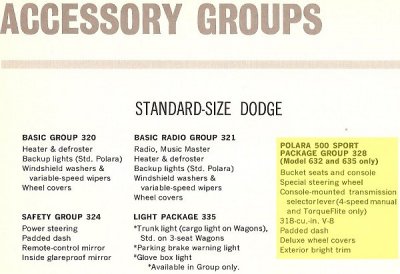 ACCESSORY GROUPS
STANDARD-SIZE DODGE
BASIC GROUP 320
Heater & defroster
Backup lights (Std. Polara)
Windshield washers &
variable-speed wipers
Wheel covers
BASIC RADIO GROUP 321
Radio, Music Master
Heater & defroster
Backup lights (Std. Polara)
Windshield washers &
variable-speed wipers
Wheel covers
POLARA 500 SPORT
PACKAGE GROUP 328
(Model 632 and 635 only)
Bucket seats and console
Special steering wheel
Console-mounted transmission
selector lever (4-speed manual
and TorqueFlite only)
318-cu.-in. V-8
Padded dash
Deluxe wheel covers
Exterior bright trim
SAFETY GROUP 324
Power steering
Padded dash
Remote-control mirror
Inside glareproof mirror
LIGHT PACKAGE 335
*Trunk light (cargo light on Wagons),
Std. on 3-seat Wagons
*Parking brake warning light
*Glove box light
*Available in Group only.